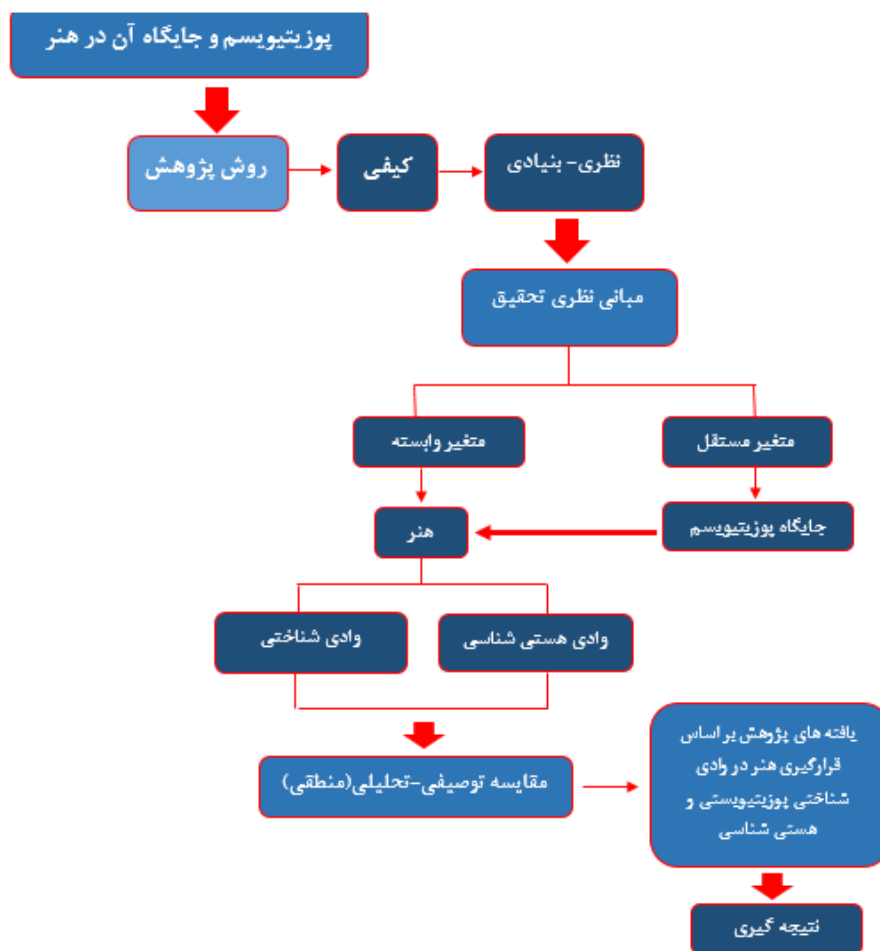 پوزیتیویسم و جایگاه آن در هنر
روش پژوهش
کیفی
نظری- بنیادی
مبانی نظری تحقیق
متغیر مستقل
متغیر وابسته
جایگاه پوزیتیویسم
هنر
وادی هستی شناسی
وادی شناختی
مقایسه توصیفی-تحلیلی(منطقی)
یافته های پژوهش بر اساس
قرارگیری هنر در وادی
شناختی پوزیتیویستی و
هستی شناسی
نتیجه گیری